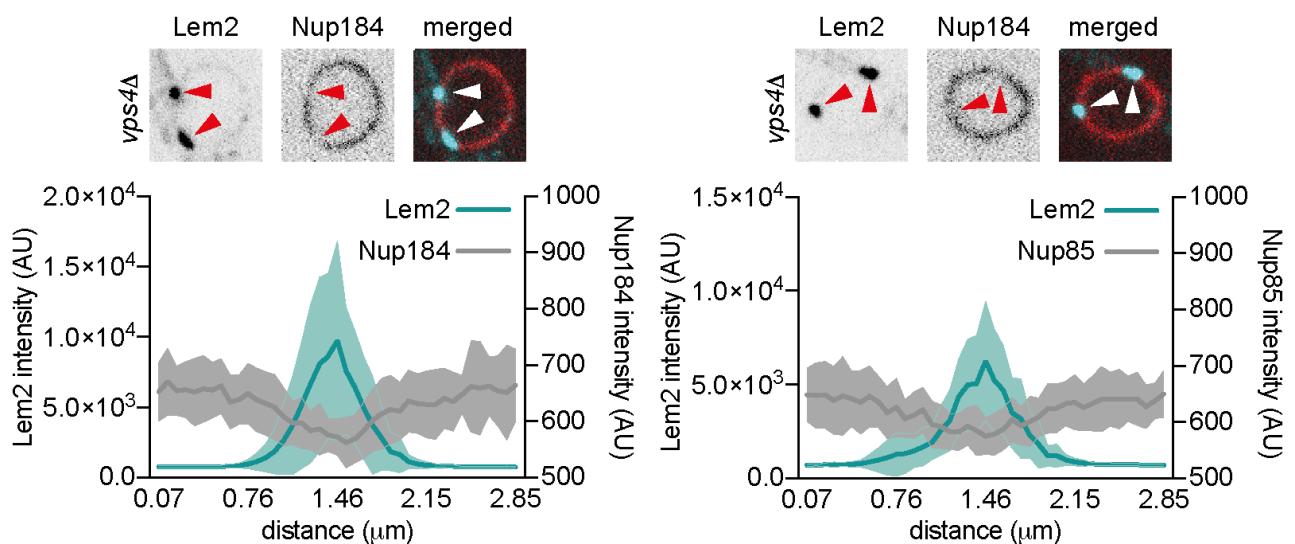 Lem2 Nup184 merged
vps4Δ
2.0×10⁴
1.5×10⁴
1.0×10⁴
5.0×10³
0.0
Lem2 intensity (AU)
Lem2
Nup184
1000
900
800
700
600
500
Nup184 intensity (AU)
0.07 0.76 1.46 2.15 2.85
distance (μm)
Lem2 Nup184 merged
vps4Δ
1.5×10⁴
1.0×10⁴
5.0×10³
0.0
Lem2 intensity (AU)
Lem2
Nup85
1000
900
800
700
600
500
Nup85 intensity (AU)
0.07 0.76 1.46 2.15 2.85
distance (μm)